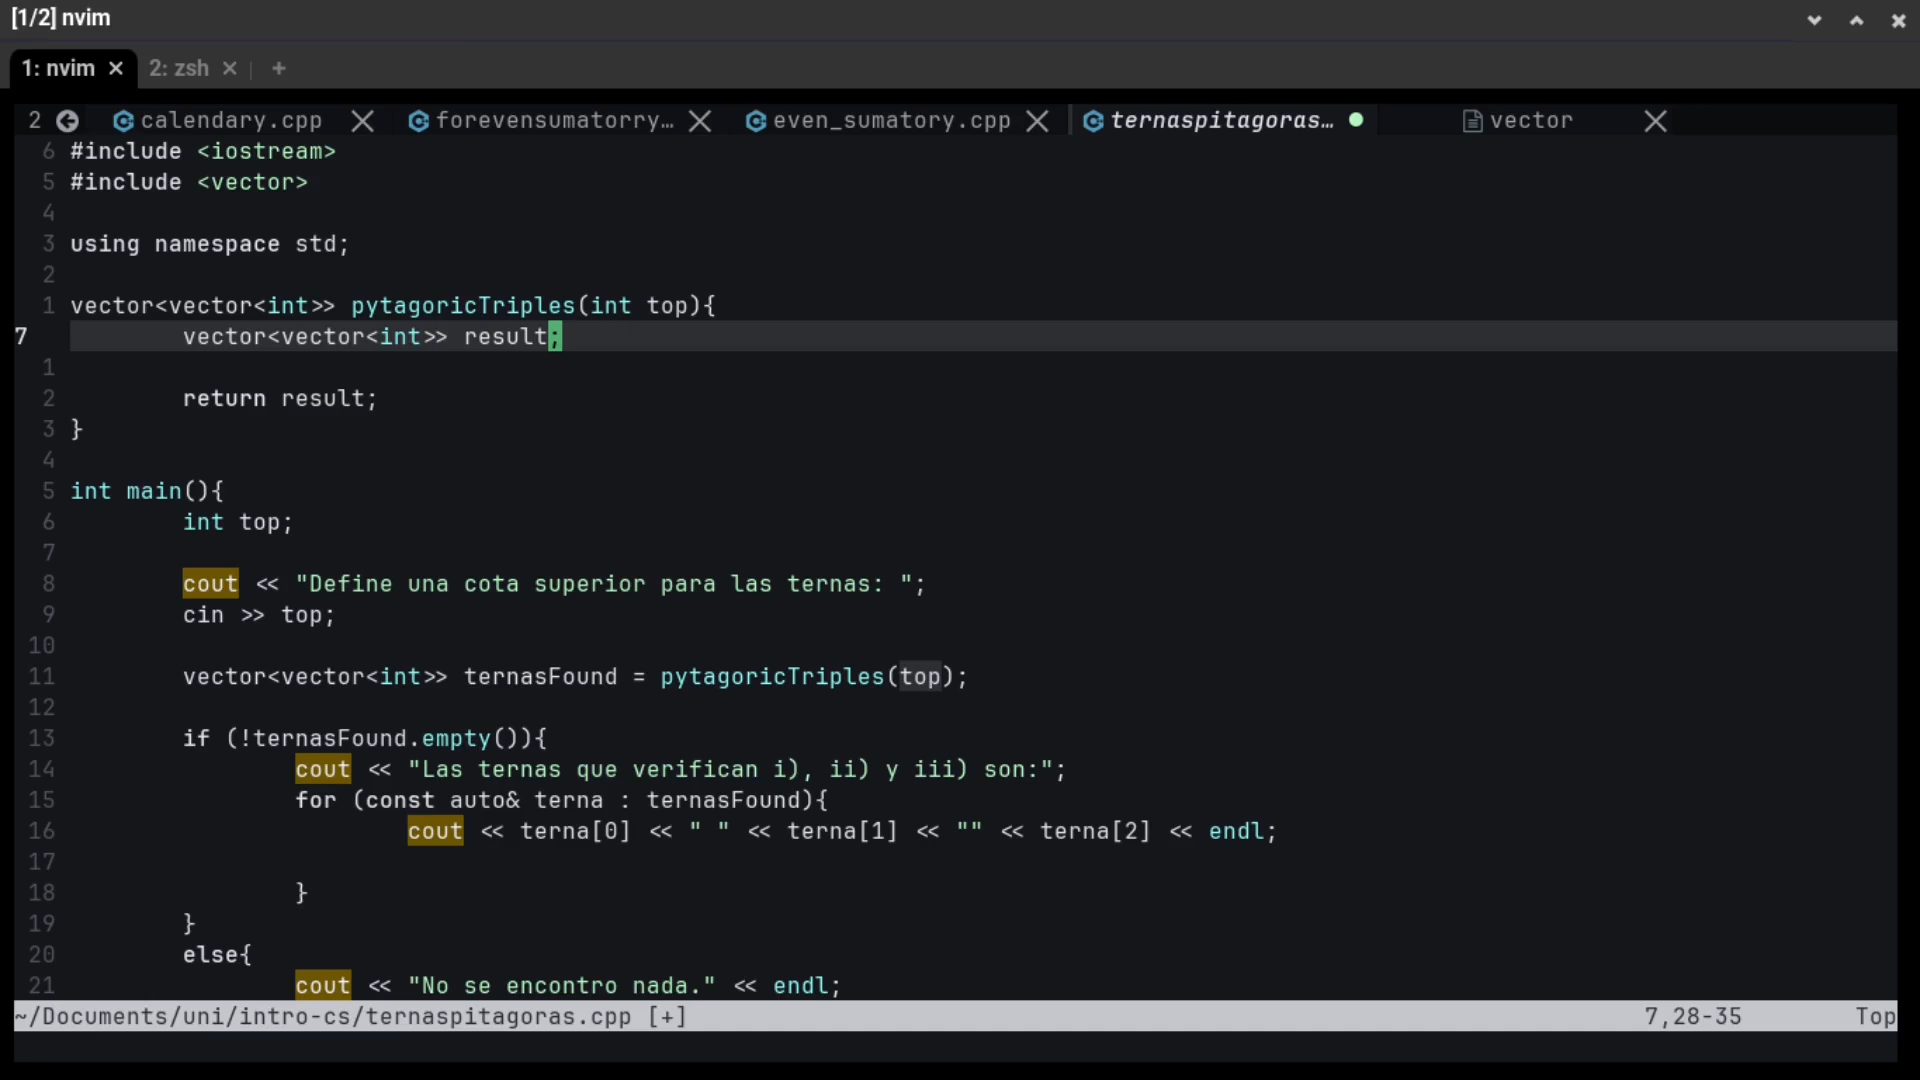 [1/2] nvim
1: nvim 2: zsh +
2 calendary.cpp forevensumatorry… even_sumatory.cpp ternaspitagoras… vector
6 #include <iostream>
5 #include <vector>
4
3 using namespace std;
2
1 vector<vector<int>> pytagoricTriples(int top){
7 vector<vector<int>> result;
1
2 return result;
3 }
4
5 int main(){
6 int top;
7
8 cout << "Define una cota superior para las ternas: ";
9 cin >> top;
10
11 vector<vector<int>> ternasFound = pytagoricTriples(top);
12
13 if (!ternasFound.empty()){
14 cout << "Las ternas que verifican i), ii) y iii) son:";
15 for (const auto& terna : ternasFound){
16 cout << terna[0] << " " << terna[1] << "" << terna[2] << endl;
17
18 }
19 }
20 else{
21 cout << "No se encontro nada." << endl;
~/Documents/uni/intro-cs/ternaspitagoras.cpp [+] 7,28-35 Top